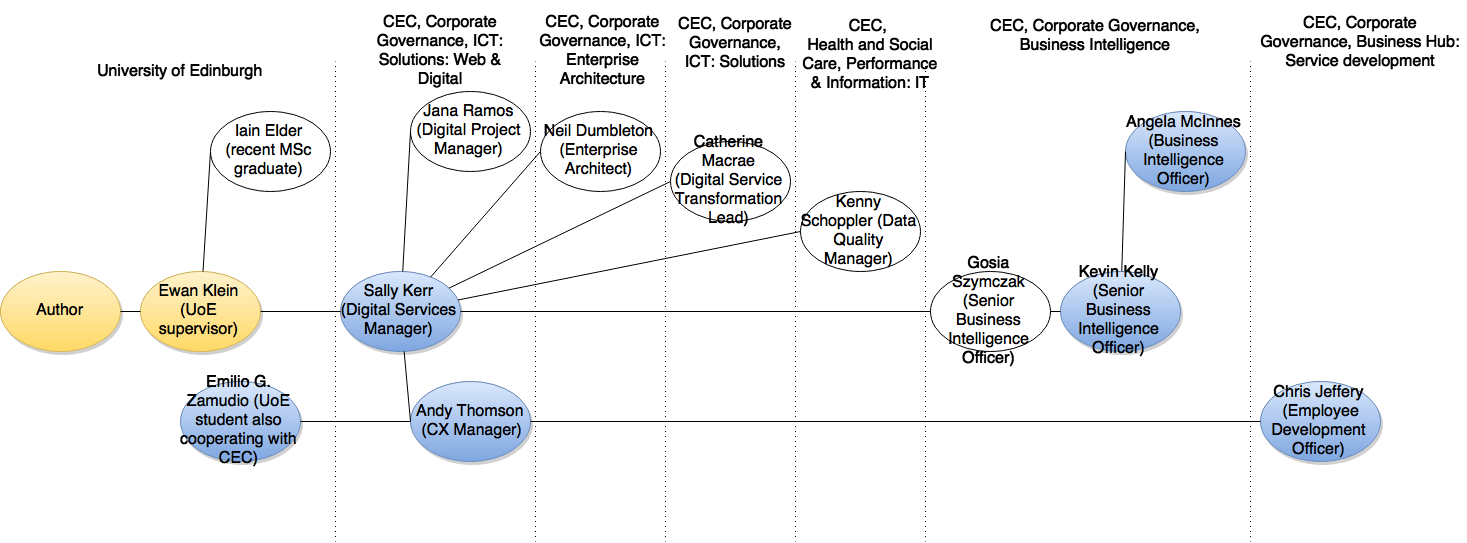 University of Edinburgh
CEC, Corporate
Governance, ICT:
Solutions: Web &
Digital
CEC, Corporate
Governance, ICT:
Enterprise
Architecture
CEC, Corporate
Governance,
ICT: Solutions
CEC,
Health and Social
Care, Performance
& Information: IT
CEC, Corporate Governance,
Business Intelligence
CEC, Corporate
Governance, Business Hub:
Service development
Iain Elder
(recent MSc
graduate)
Jana Ramos
(Digital Project
Manager)
Neil Dumbleton
(Enterprise
Architect)
Catherine
Macrae
(Digital Service
Transformation
Lead)
Kenny
Schoppler (Data
Quality
Manager)
Angela McInnes
(Business
Intelligence
Officer)
Author
Ewan Klein
(UoE
supervisor)
Sally Kerr
(Digital Services
Manager)
Gosia
Szymczak
(Senior
Business
Intelligence
Officer)
Kevin Kelly
(Senior
Business
Intelligence
Officer)
Emilio G.
Zamudio (UoE
student also
cooperating with
CEC)
Andy Thomson
(CX Manager)
Chris Jeffery
(Employee
Development
Officer)